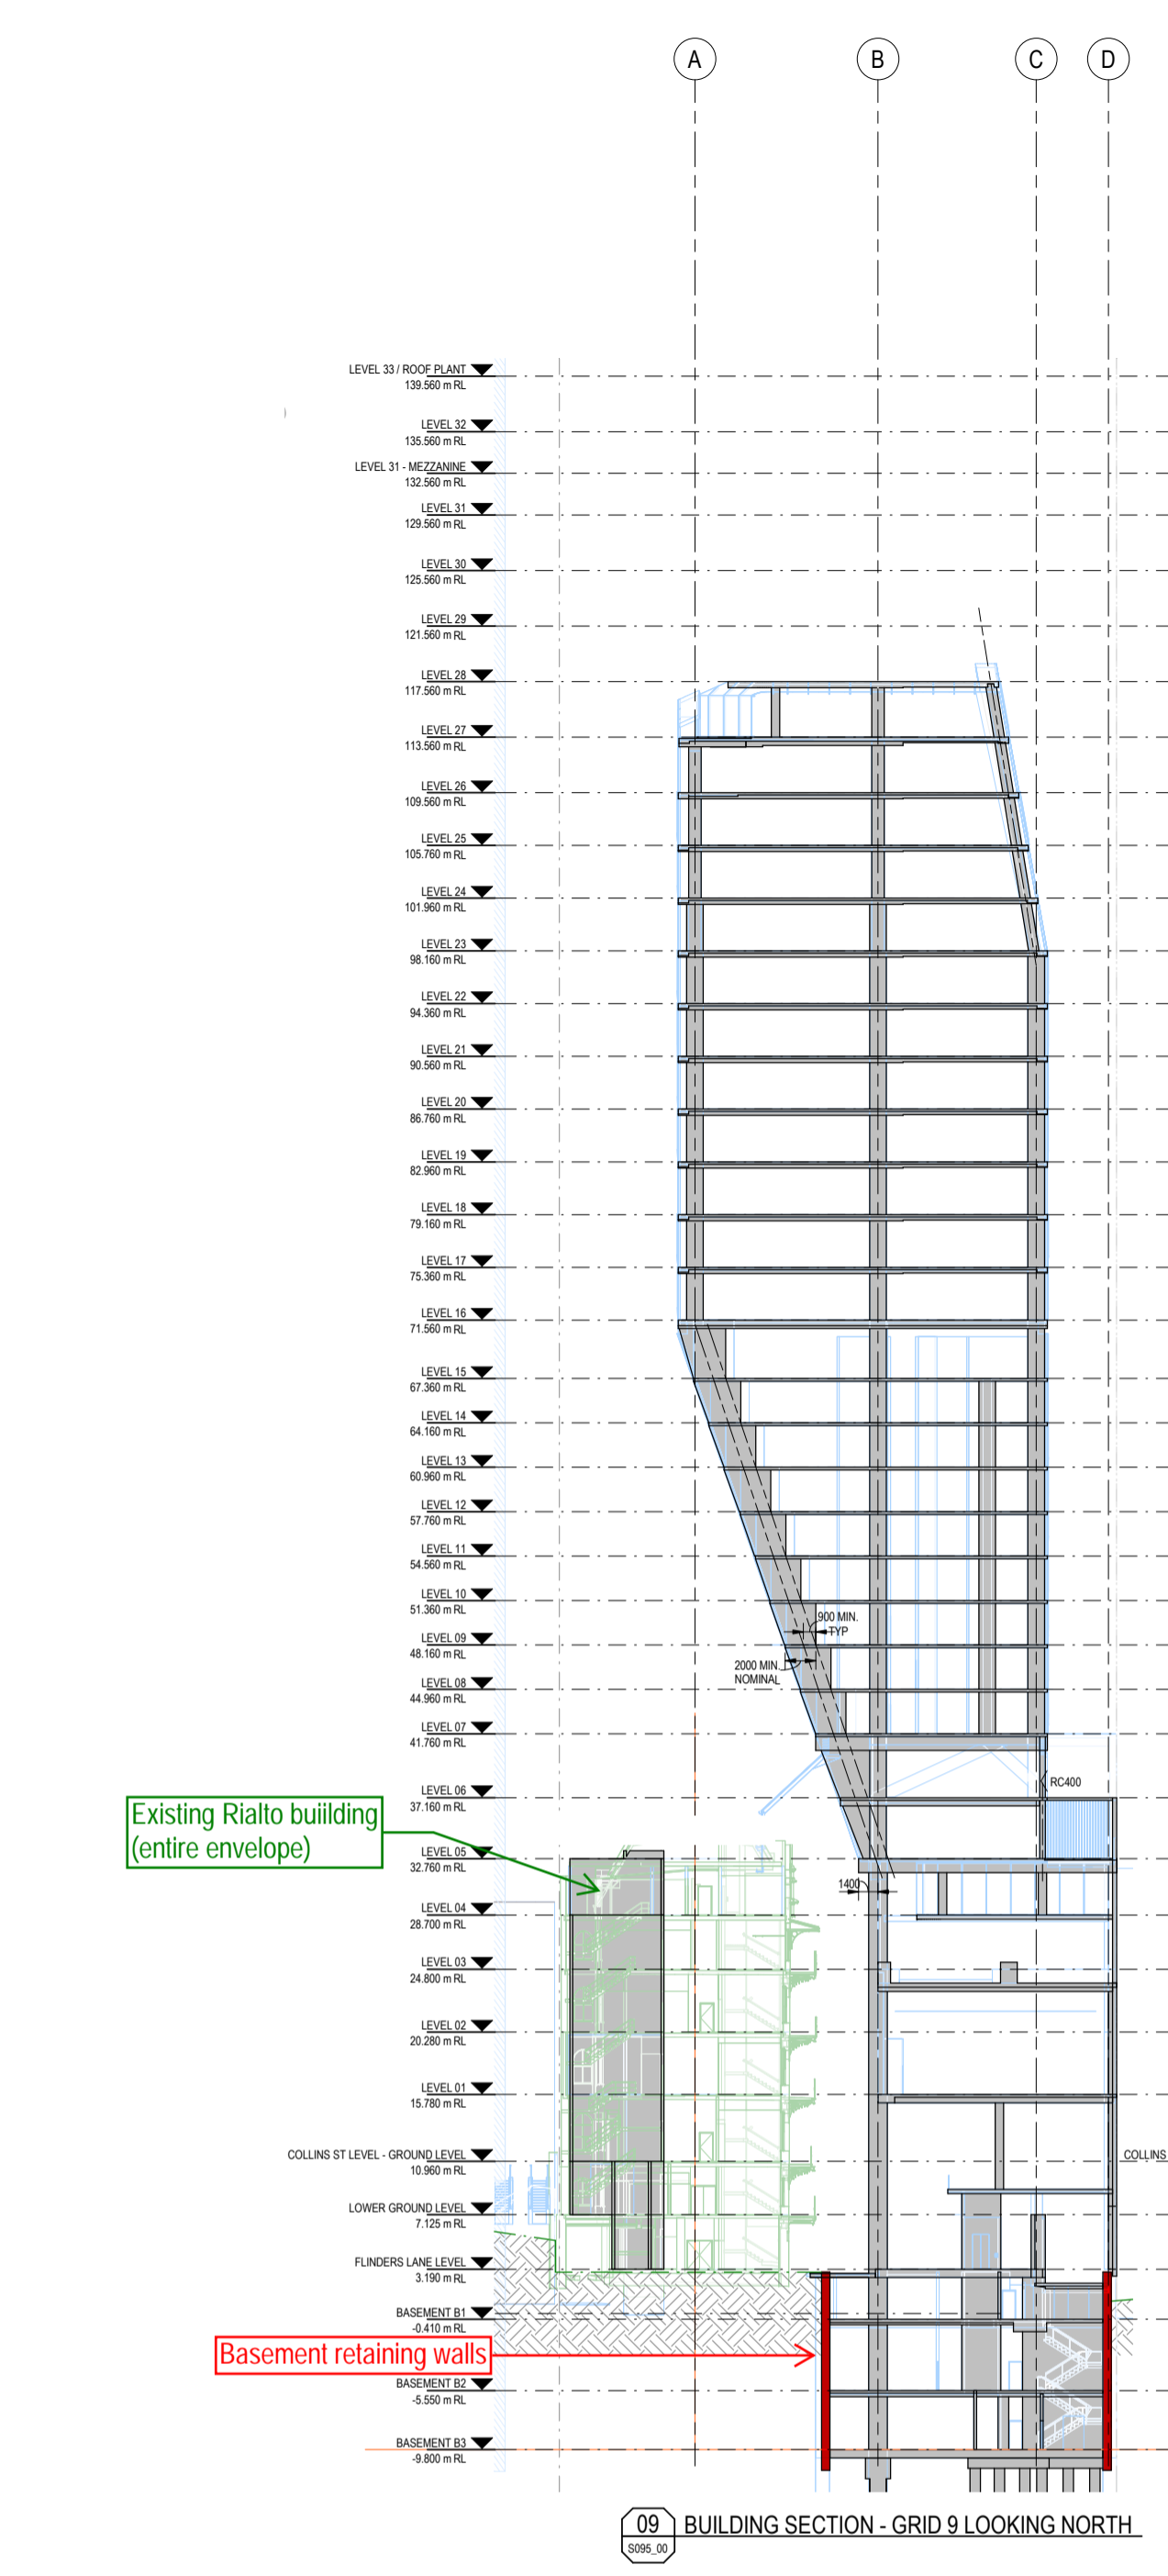 A
B
C
D
LEVEL 33 / ROOF PLANT
139.560 m RL
LEVEL 32
135.560 m RL
LEVEL 31 - MEZZANINE
132.560 m RL
LEVEL 31
129.560 m RL
LEVEL 30
125.560 m RL
LEVEL 29
121.560 m RL
LEVEL 28
117.560 m RL
LEVEL 27
113.560 m RL
LEVEL 26
109.560 m RL
LEVEL 25
105.760 m RL
LEVEL 24
101.960 m RL
LEVEL 23
98.160 m RL
LEVEL 22
94.360 m RL
LEVEL 21
90.560 m RL
LEVEL 20
86.760 m RL
LEVEL 19
82.960 m RL
LEVEL 18
79.160 m RL
LEVEL 17
75.360 m RL
LEVEL 16
71.560 m RL
LEVEL 15
67.360 m RL
LEVEL 14
64.160 m RL
LEVEL 13
60.960 m RL
LEVEL 12
57.760 m RL
LEVEL 11
54.560 m RL
LEVEL 10
51.360 m RL
900 MIN.
TYP
LEVEL 09
48.160 m RL
2000 MIN.
NOMINAL
LEVEL 08
44.960 m RL
LEVEL 07
41.760 m RL
RC400
LEVEL 06
37.160 m RL
Existing Rialto buiilding
(entire envelope)
LEVEL 05
32.760 m RL
1400
LEVEL 04
28.700 m RL
LEVEL 03
24.800 m RL
LEVEL 02
20.280 m RL
LEVEL 01
15.780 m RL
COLLINS ST LEVEL - GROUND LEVEL
10.960 m RL
COLLINS
LOWER GROUND LEVEL
7.125 m RL
FLINDERS LANE LEVEL
3.190 m RL
BASEMENT B1
-0.410 m RL
Basement retaining walls
BASEMENT B2
-5.550 m RL
BASEMENT B3
-9.800 m RL
09
S095_00
BUILDING SECTION - GRID 9 LOOKING NORTH